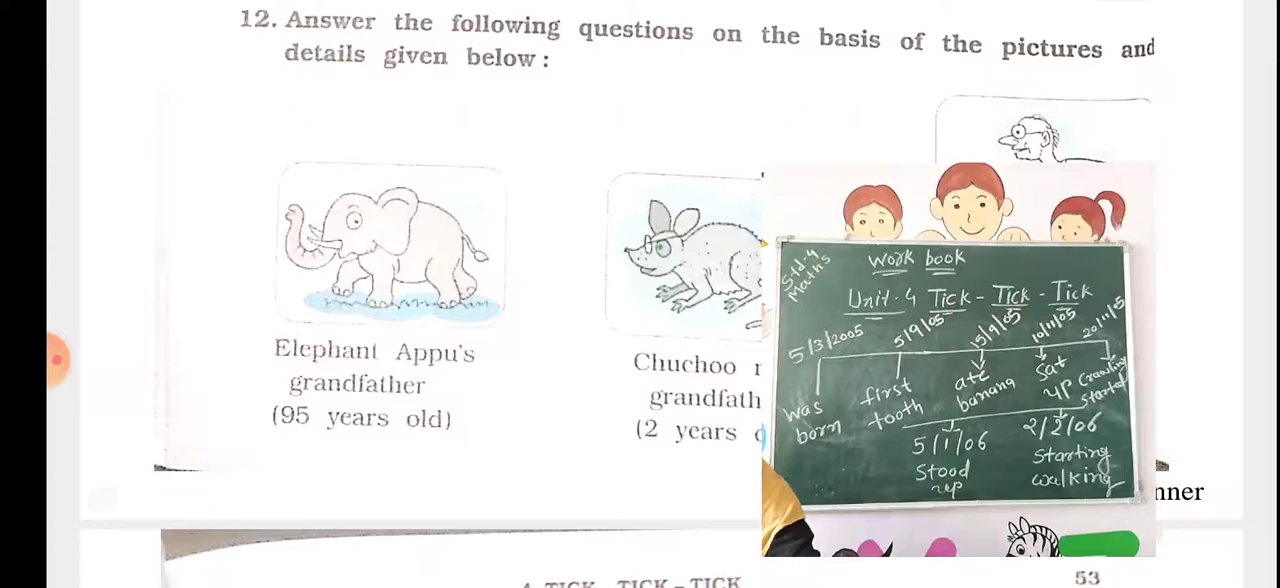 12. Answer the following questions on the basis of the pictures and
details given below :
Elephant Appu's
grandfather
(95 years old)
Chuchoo
grandfath
(2 years
Std-4
Maths
Work book
Unit-4 Tick - Tick - Tick
5/3/2005
5/9/05
15/9/05
10/11/05
20/11/05
was
born
first
tooth
ate
banana
sat
up
Crawling
started
5/1/06
Stood
up
2/2/06
Starting
walking
nner
53
4. TICK - TICK - TICK